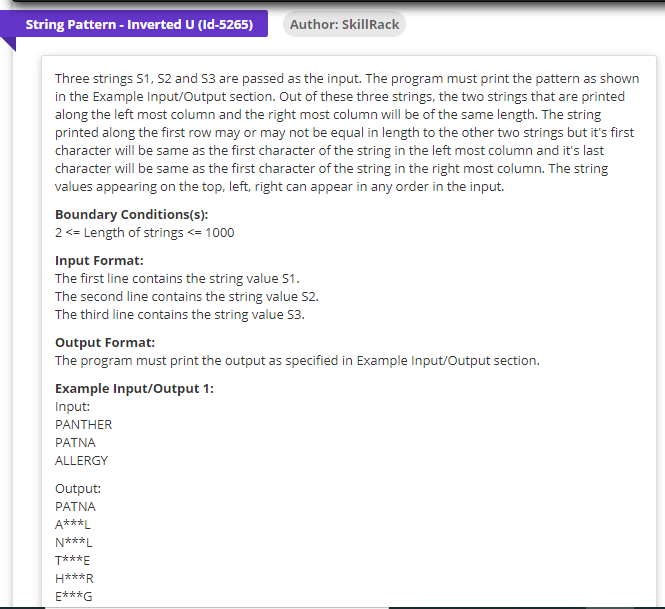 String Pattern - Inverted U (Id-5265)
Author: SkillRack
Three strings S1, S2 and S3 are passed as the input. The program must print the pattern as shown
in the Example Input/Output section. Out of these three strings, the two strings that are printed
along the left most column and the right most column will be of the same length. The string
printed along the first row may or may not be equal in length to the other two strings but it's first
character will be same as the first character of the string in the left most column and it's last
character will be same as the first character of the string in the right most column. The string
values appearing on the top, left, right can appear in any order in the input.
Boundary Conditions(s):
2 <= Length of strings <= 1000
Input Format:
The first line contains the string value S1.
The second line contains the string value S2.
The third line contains the string value S3.
Output Format:
The program must print the output as specified in Example Input/Output section.
Example Input/Output 1:
Input:
PANTHER
PATNA
ALLERGY
Output:
PATNA
A***L
N***L
T***E
H***R
E***G